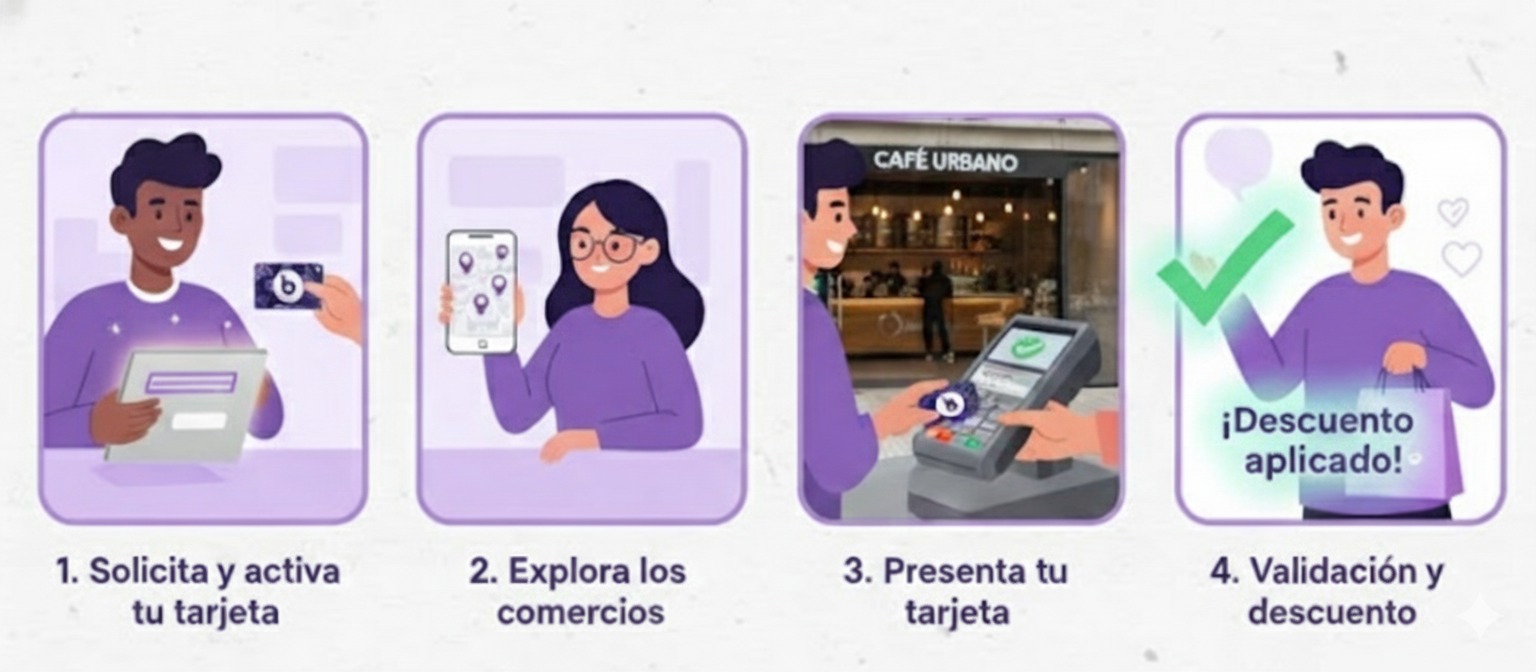 CAFÉ URBANO
¡Descuento
aplicado!
1. Solicita y activa
tu tarjeta
2. Explora los
comercios
3. Presenta tu
tarjeta
4. Validación y
descuento